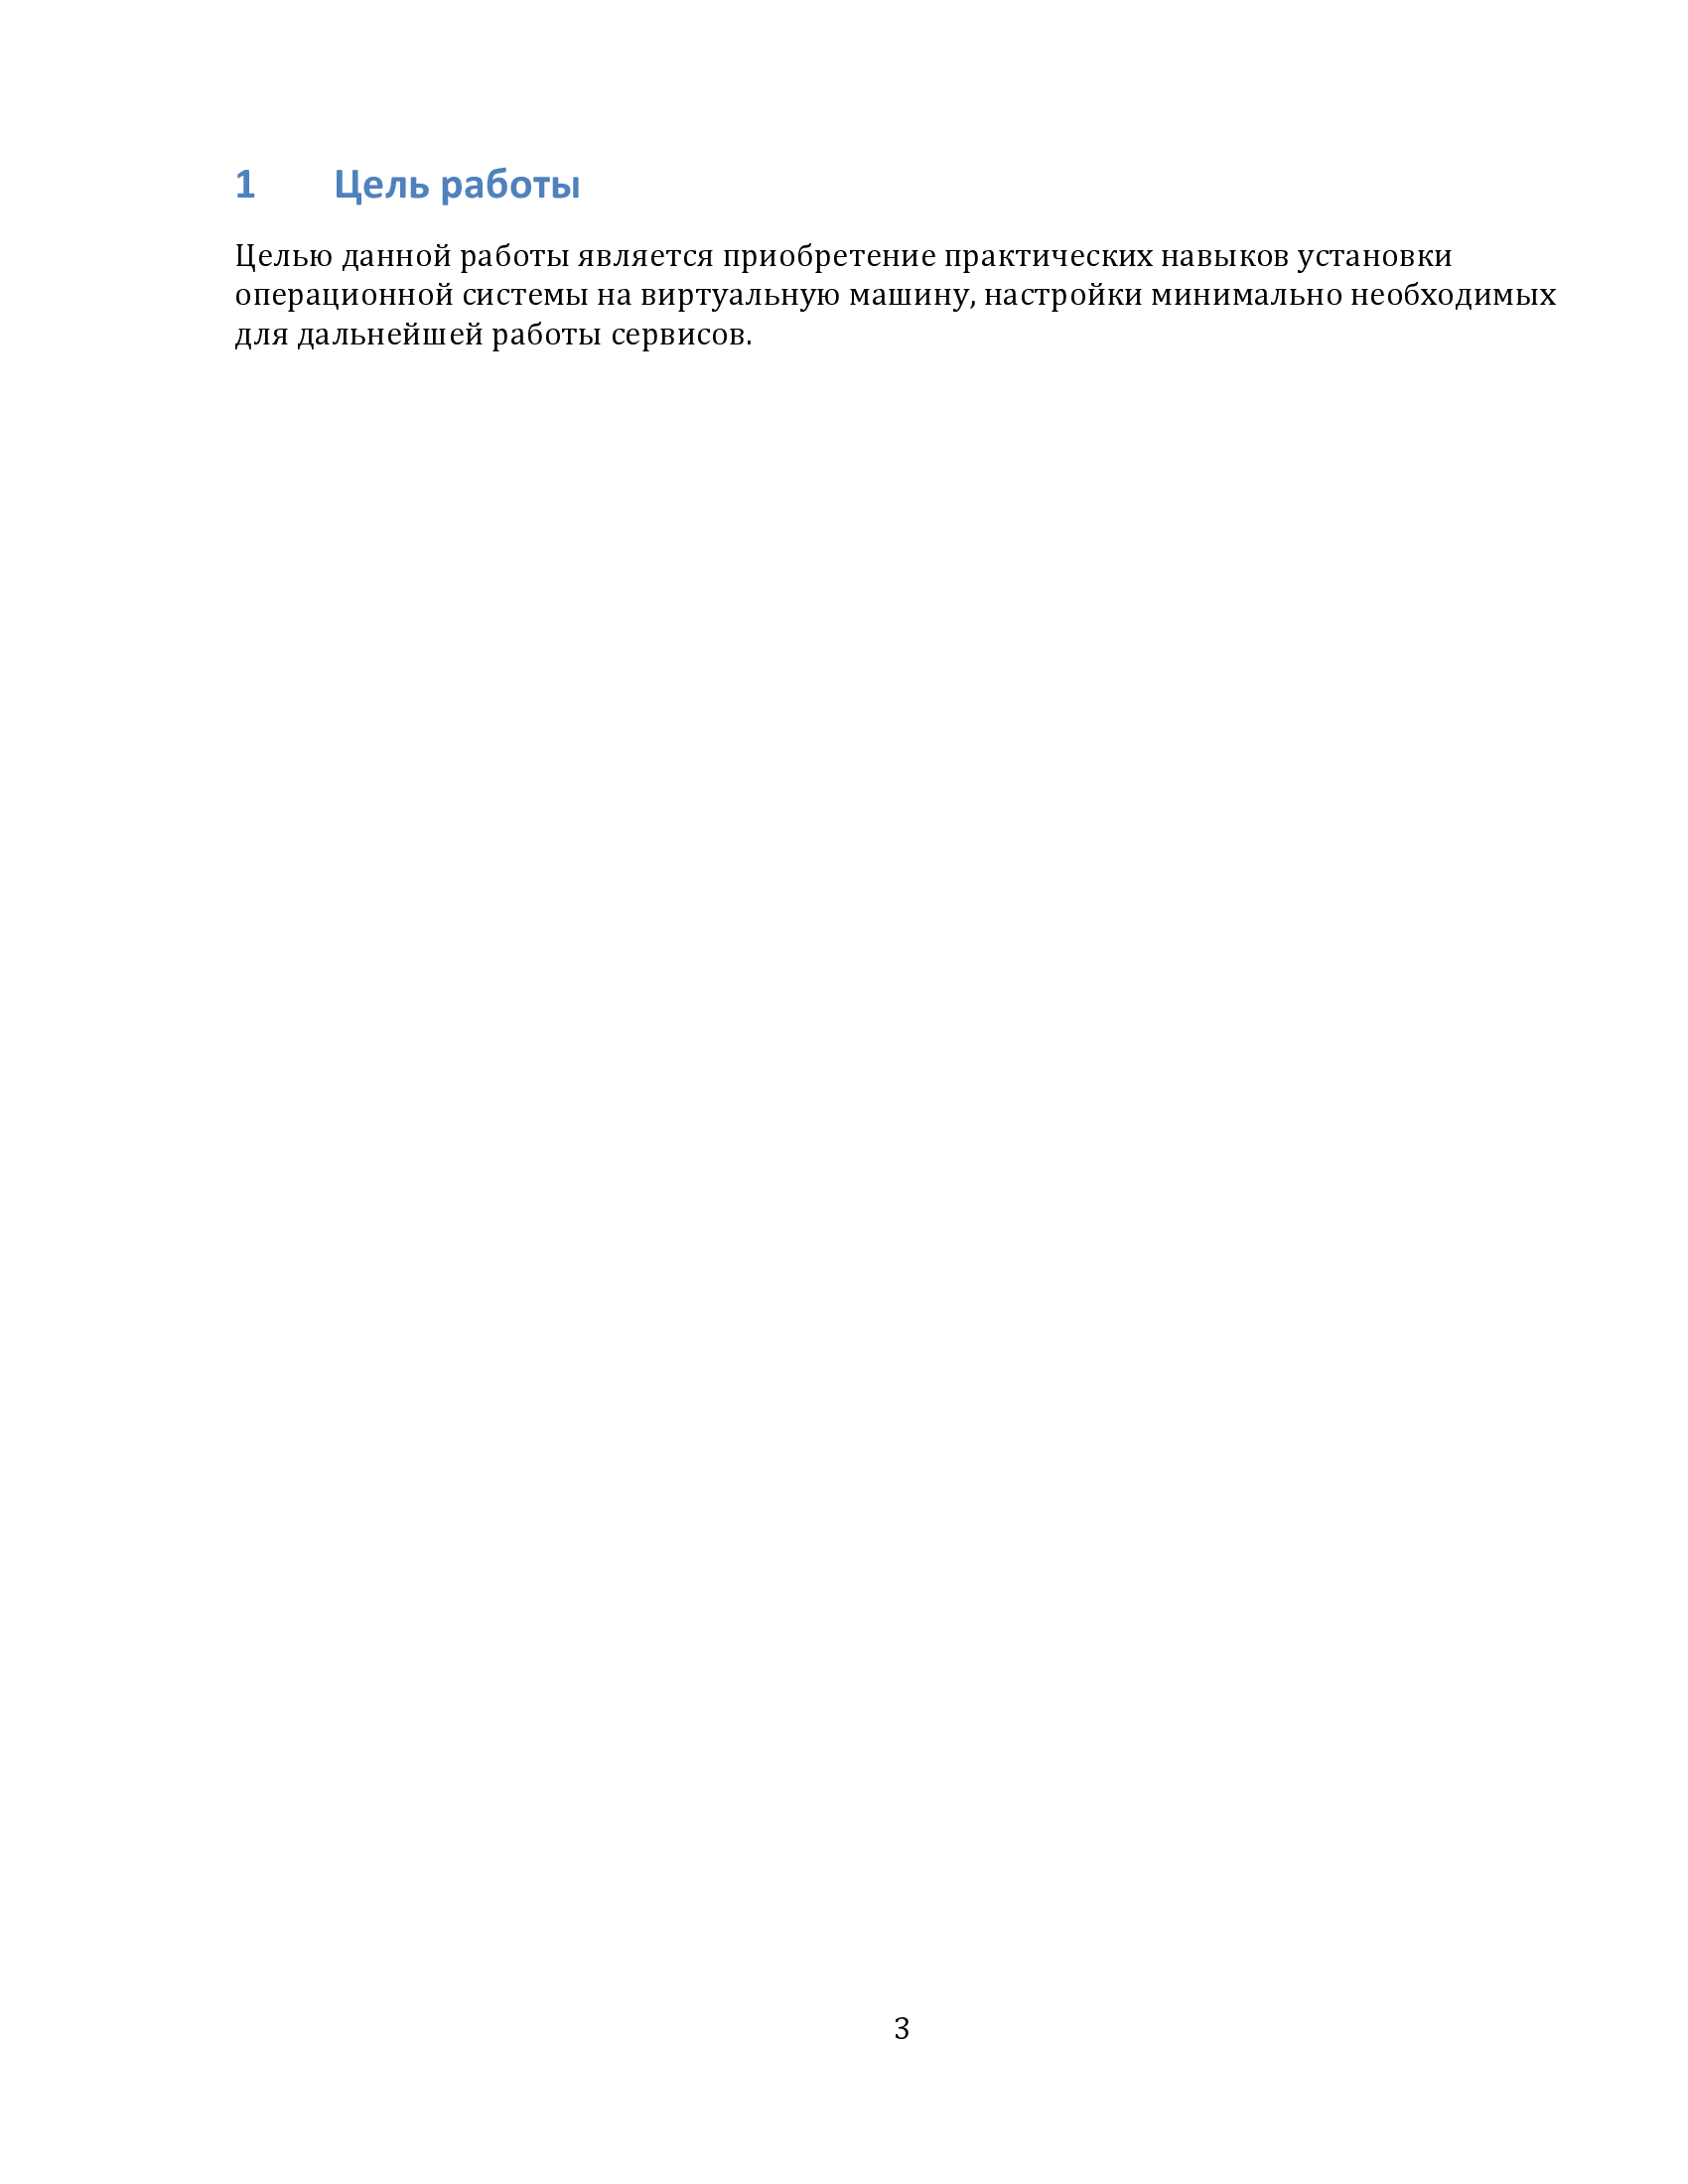 1 Цель работы
Целью данной работы является приобретение практических навыков установки
операционной системы на виртуальную машину, настройки минимально необходимых
для дальнейшей работы сервисов.
3